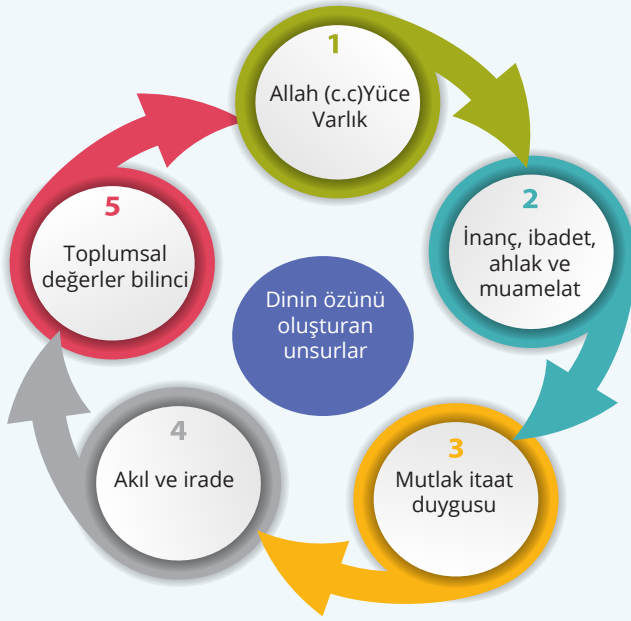 1
Allah (c.c)Yüce
Varlık
2
İnanç, ibadet,
ahlak ve
muamelat
3
Mutlak itaat
duygusu
4
Akıl ve irade
5
Toplumsal
değerler bilinci
Dinin özünü
oluşturan
unsurlar